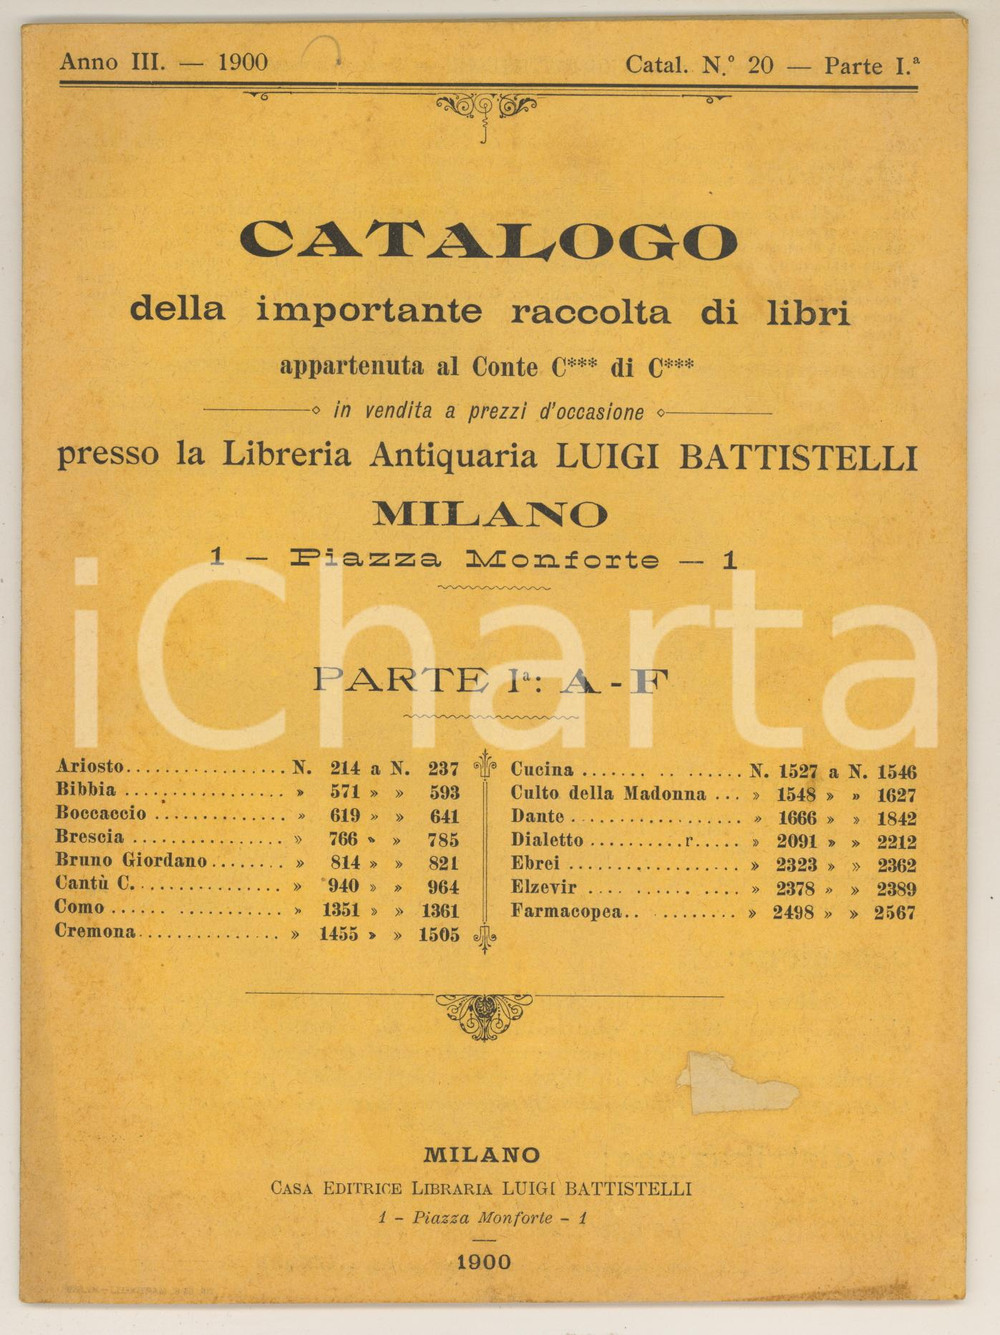 Anno III. — 1900
Catal. N.º 20 — Parte I.ª
CATALOGO
della importante raccolta di libri
appartenuta al Conte C*** di C***
in vendita a prezzi d'occasione
presso la Libreria Antiquaria LUIGI BATTISTELLI
MILANO
1 — Piazza Monforte — 1
iCharta
PARTE Iª: A - F
Ariosto................ N. 214 a N. 237
Bibbia ................ » 571 » » 593
Boccaccio .............. » 619 » » 641
Brescia ................ » 766 » » 785
Bruno Giordano........ » 814 » » 821
Cantù C. ............... » 940 » » 964
Como ...... ........... » 1351 » » 1361
Cremona............... » 1455 » » 1505
Cucina ....... .. ...... N. 1527 a N. 1546
Culto della Madonna ... » 1548 » » 1627
Dante .................. » 1666 » » 1842
Dialetto ..........r..... » 2091 » » 2212
Ebrei .................. » 2323 » » 2362
Elzevir .... ...... .... » 2378 » » 2389
Farmacopea.. ......... » 2498 » » 2567
MILANO
CASA EDITRICE LIBRARIA LUIGI BATTISTELLI
1 - Piazza Monforte - 1
1900